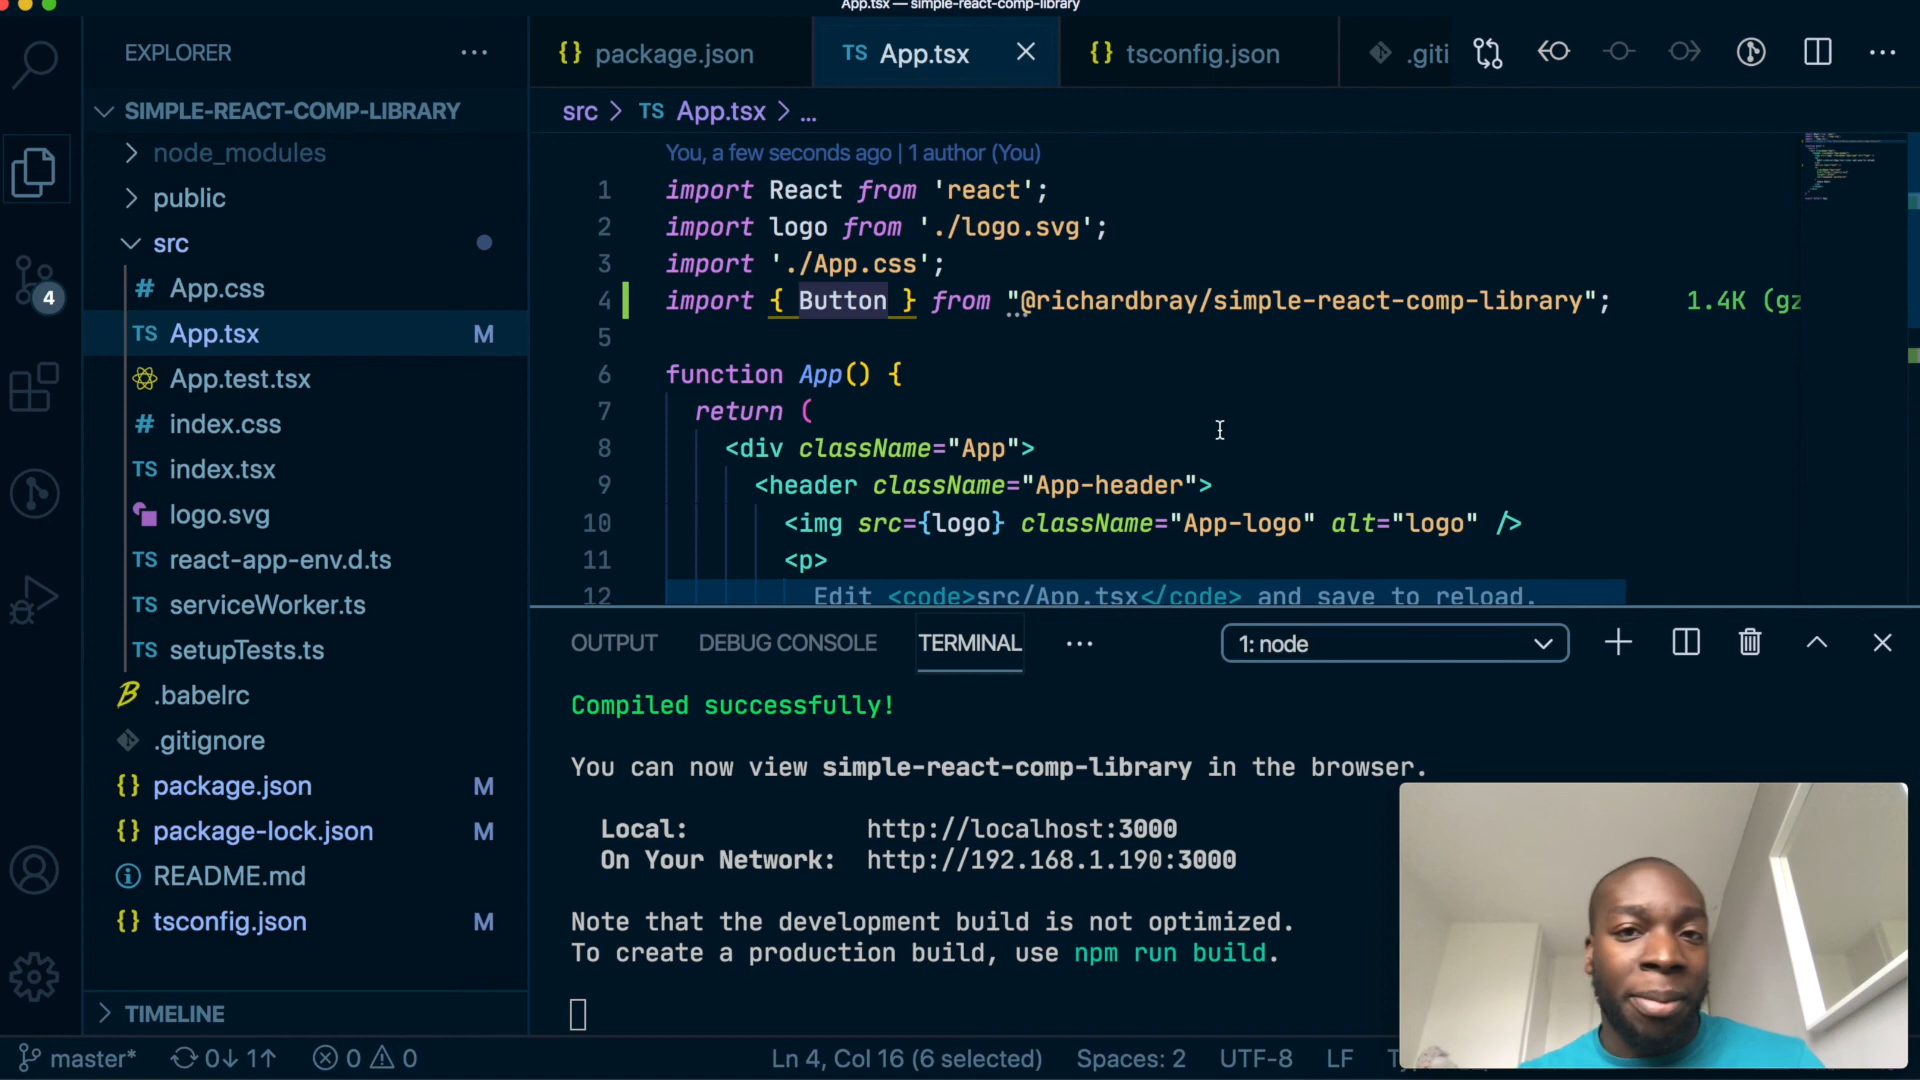 App.tsx — simple-react-comp-library
EXPLORER
SIMPLE-REACT-COMP-LIBRARY
node_modules
public
src
# App.css
TS App.tsx M
App.test.tsx
# index.css
TS index.tsx
logo.svg
TS react-app-env.d.ts
TS serviceWorker.ts
TS setupTests.ts
.babelrc
.gitignore
{} package.json M
{} package-lock.json M
README.md
{} tsconfig.json M
TIMELINE
4
{} package.json
TS App.tsx
{} tsconfig.json
.giti
src > TS App.tsx > ...
You, a few seconds ago | 1 author (You)
1 import React from 'react';
2 import logo from './logo.svg';
3 import './App.css';
4 import { Button } from "@richardbray/simple-react-comp-library"; 1.4K (gz
5
6 function App() {
7 return (
8 <div className="App">
9 <header className="App-header">
10 <img src={logo} className="App-logo" alt="logo" />
11 <p>
12 Edit <code>src/App.tsx</code> and save to reload.
OUTPUT DEBUG CONSOLE TERMINAL 1: node
Compiled successfully!
You can now view simple-react-comp-library in the browser.
Local: http://localhost:3000
On Your Network: http://192.168.1.190:3000
Note that the development build is not optimized.
To create a production build, use npm run build.
master* 0↓ 1↑ 0 0 Ln 4, Col 16 (6 selected) Spaces: 2 UTF-8 LF